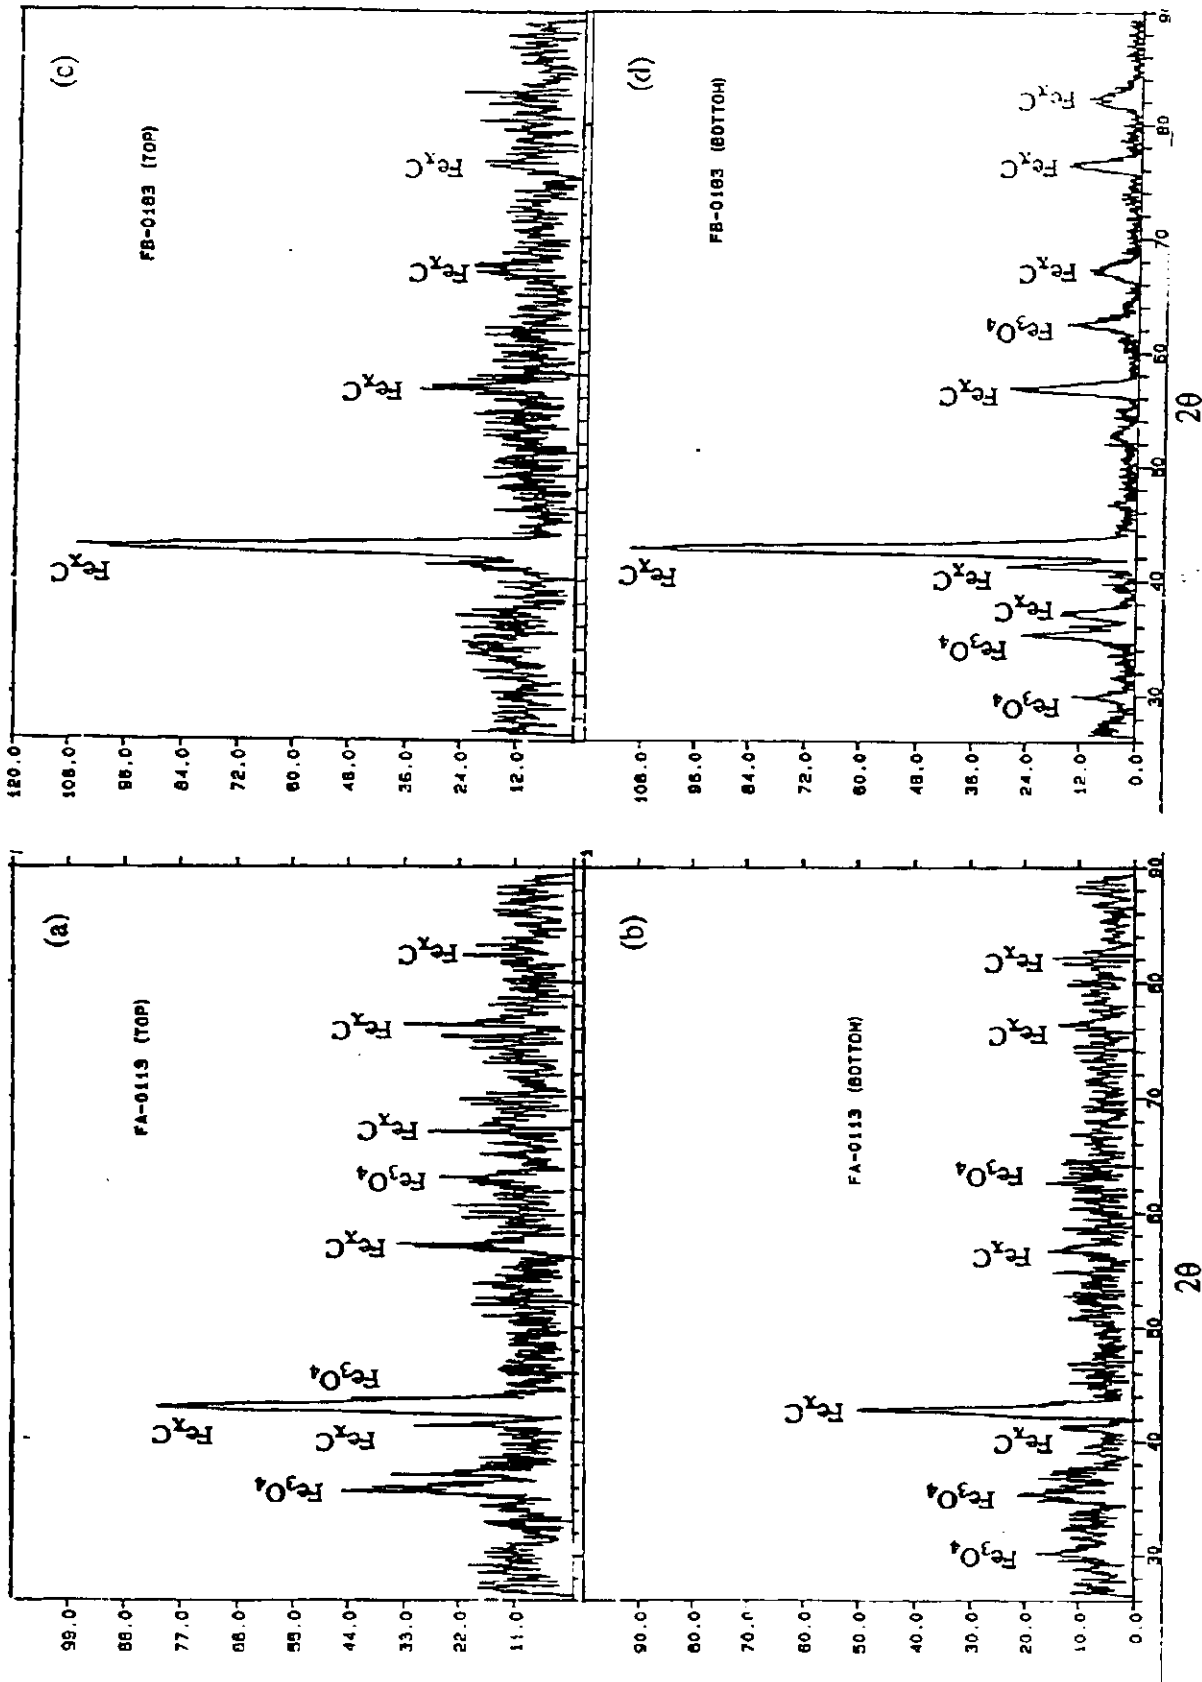 (a)
FA-0113 (TOP)
99.0
88.0
77.0
66.0
55.0
44.0
33.0
22.0
11.0
Fe₃O₄
FeₓC
FeₓC
Fe₃O₄
FeₓC
Fe₃O₄
FeₓC
FeₓC
FeₓC
(b)
FA-0113 (BOTTOM)
90.0
80.0
70.0
60.0
50.0
40.0
30.0
20.0
10.0
0.0
Fe₃O₄
Fe₃O₄
FeₓC
FeₓC
FeₓC
Fe₃O₄
FeₓC
FeₓC
30
40
50
60
70
80
90
2θ
(c)
FB-0183 (TOP)
120.0
108.0
96.0
84.0
72.0
60.0
48.0
36.0
24.0
12.0
FeₓC
FeₓC
FeₓC
FeₓC
(d)
FB-0183 (BOTTOM)
108.0
96.0
84.0
72.0
60.0
48.0
36.0
24.0
12.0
0.0
Fe₃O₄
Fe₃O₄
FeₓC
FeₓC
FeₓC
FeₓC
Fe₃O₄
FeₓC
FeₓC
FeₓC
30
40
50
60
70
80
2θ